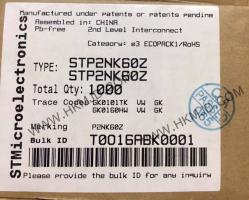 Manufactured under patents or patents pending
Assembled in: CHINA
Pb-free 2nd Level Interconnect
Category: e3 ECOPACK1/RoHS
TYPE: STP2NK60Z
STP2NK60Z
Total Qty: 1000
Trace Codes GK0101TK VW GK
GK0160HW VW GK
Marking P2NK60Z
Bulk ID T0016ABK0001
Please provide the bulk ID for any inquiry
STMicroelectronics